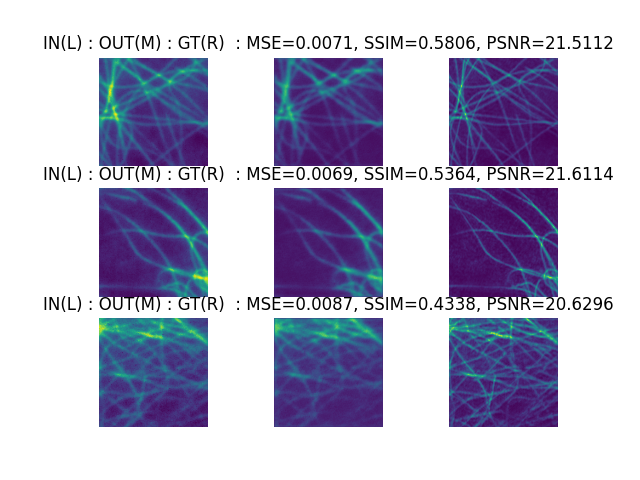 IN(L) : OUT(M) : GT(R)  : MSE=0.0071, SSIM=0.5806, PSNR=21.5112
IN(L) : OUT(M) : GT(R)  : MSE=0.0069, SSIM=0.5364, PSNR=21.6114
IN(L) : OUT(M) : GT(R)  : MSE=0.0087, SSIM=0.4338, PSNR=20.6296